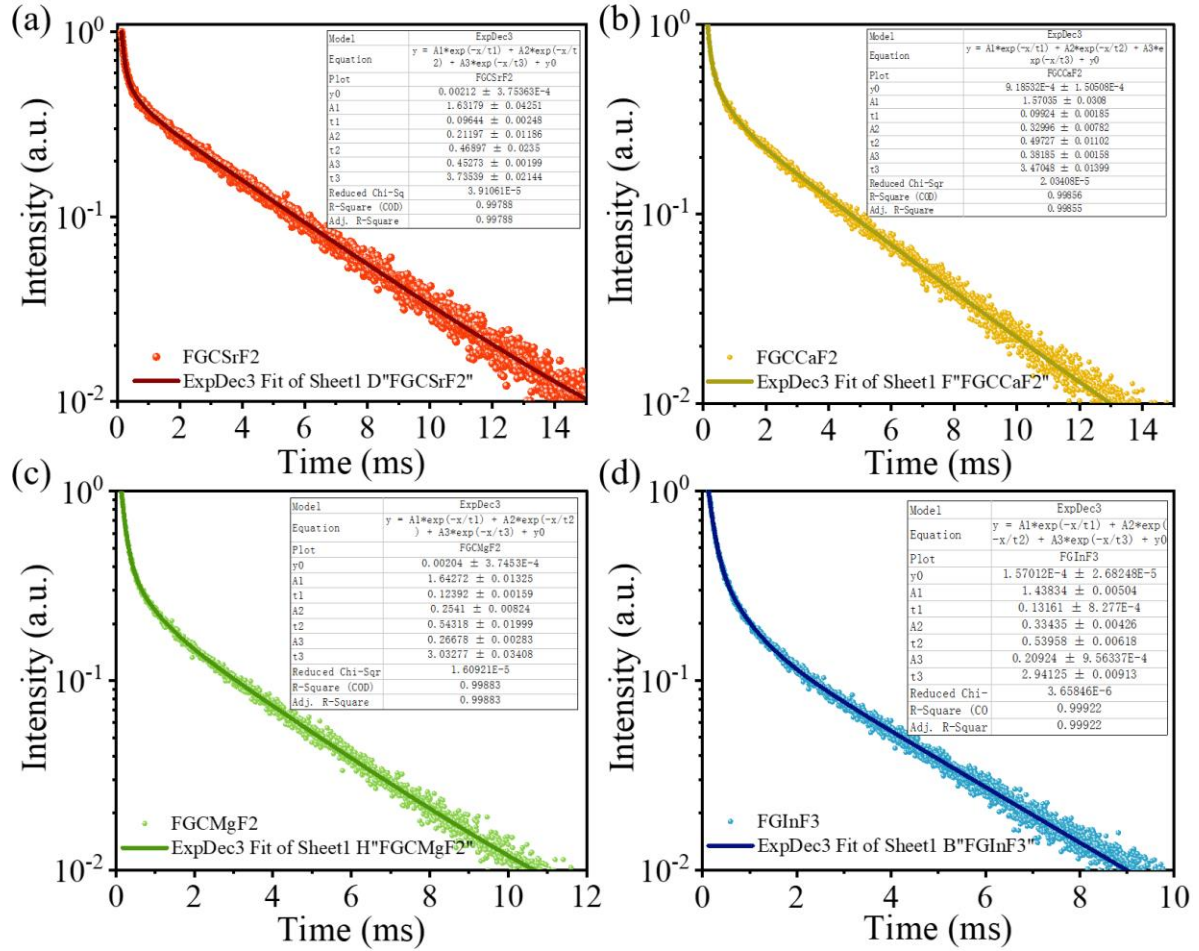 (a)
Intensity (a.u.)
10⁰
10⁻¹
10⁻²
Model ExpDec3
Equation y = A1*exp(-x/t1) + A2*exp(-x/t
2) + A3*exp(-x/t3) + y0
Plot FGCSrF2
y0 0.00212 ± 3.75363E-4
A1 1.63179 ± 0.04251
t1 0.09644 ± 0.00248
A2 0.21197 ± 0.01186
t2 0.46897 ± 0.0235
A3 0.45273 ± 0.00199
t3 3.73539 ± 0.02144
Reduced Chi-Sq 3.91061E-5
R-Square (COD) 0.99788
Adj. R-Square 0.99788
FGCSrF2
ExpDec3 Fit of Sheet1 D"FGCSrF2"
0 2 4 6 8 10 12 14
Time (ms)
(b)
Intensity (a.u.)
10⁰
10⁻¹
10⁻²
Model ExpDec3
Equation y = A1*exp(-x/t1) + A2*exp(-x/t2) + A3*e
xp(-x/t3) + y0
Plot FGCCaF2
y0 9.18532E-4 ± 1.50508E-4
A1 1.57035 ± 0.0308
t1 0.09924 ± 0.00185
A2 0.32996 ± 0.00782
t2 0.49727 ± 0.01102
A3 0.38185 ± 0.00158
t3 3.47048 ± 0.01399
Reduced Chi-Sqr 2.03408E-5
R-Square (COD) 0.99856
Adj. R-Square 0.99855
FGCCaF2
ExpDec3 Fit of Sheet1 F"FGCCaF2"
0 2 4 6 8 10 12 14
Time (ms)
(c)
Intensity (a.u.)
10⁰
10⁻¹
10⁻²
Model ExpDec3
Equation y = A1*exp(-x/t1) + A2*exp(-x/t2
) + A3*exp(-x/t3) + y0
Plot FGCMgF2
y0 0.00204 ± 3.7453E-4
A1 1.64272 ± 0.01325
t1 0.12392 ± 0.00159
A2 0.2541 ± 0.00824
t2 0.54318 ± 0.01999
A3 0.26678 ± 0.00283
t3 3.03277 ± 0.03408
Reduced Chi-Sqr 1.60921E-5
R-Square (COD) 0.99883
Adj. R-Square 0.99883
FGCMgF2
ExpDec3 Fit of Sheet1 H"FGCMgF2"
0 2 4 6 8 10 12
Time (ms)
(d)
Intensity (a.u.)
10⁰
10⁻¹
10⁻²
Model ExpDec3
Equation y = A1*exp(-x/t1) + A2*exp(
-x/t2) + A3*exp(-x/t3) + y0
Plot FGInF3
y0 1.57012E-4 ± 2.68248E-5
A1 1.43834 ± 0.00504
t1 0.13161 ± 8.277E-4
A2 0.33435 ± 0.00426
t2 0.53958 ± 0.00618
A3 0.20924 ± 9.56337E-4
t3 2.94125 ± 0.00913
Reduced Chi- 3.65846E-6
R-Square (CO 0.99922
Adj. R-Squar 0.99922
FGInF3
ExpDec3 Fit of Sheet1 B"FGInF3"
0 2 4 6 8 10
Time (ms)